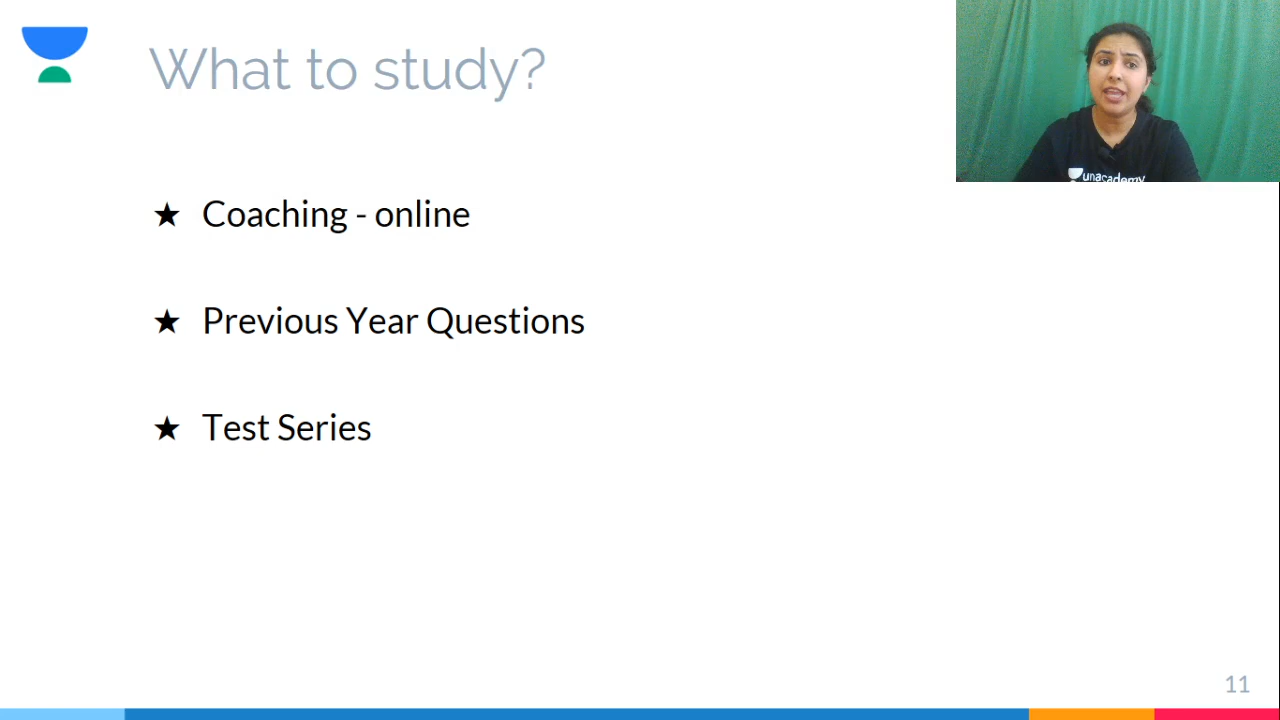 What to study?
unacademy
★ Coaching - online
★ Previous Year Questions
★ Test Series
11